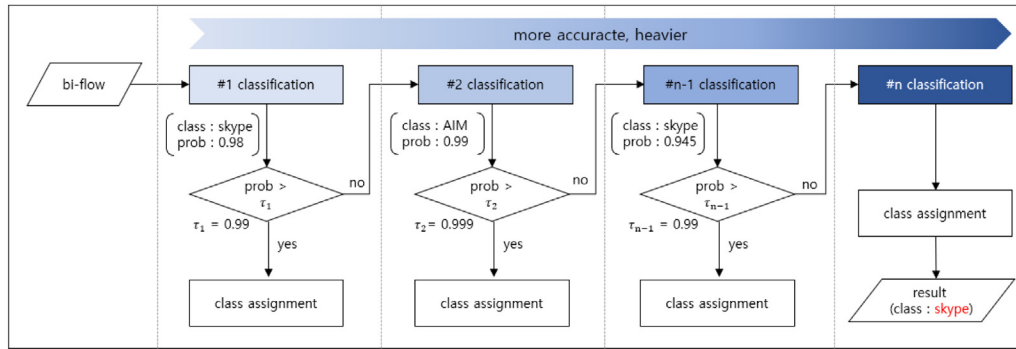 more accuracte, heavier
bi-flow
#1 classification
#2 classification
#n-1 classification
#n classification
class : skype
prob : 0.98
class : AIM
prob : 0.99
class : skype
prob : 0.945
prob >
τ₁
no
prob >
τ₂
no
prob >
τₙ₋₁
no
τ₁ = 0.99
τ₂= 0.999
τₙ₋₁ = 0.99
yes
yes
yes
class assignment
class assignment
class assignment
class assignment
result
(class : skype)